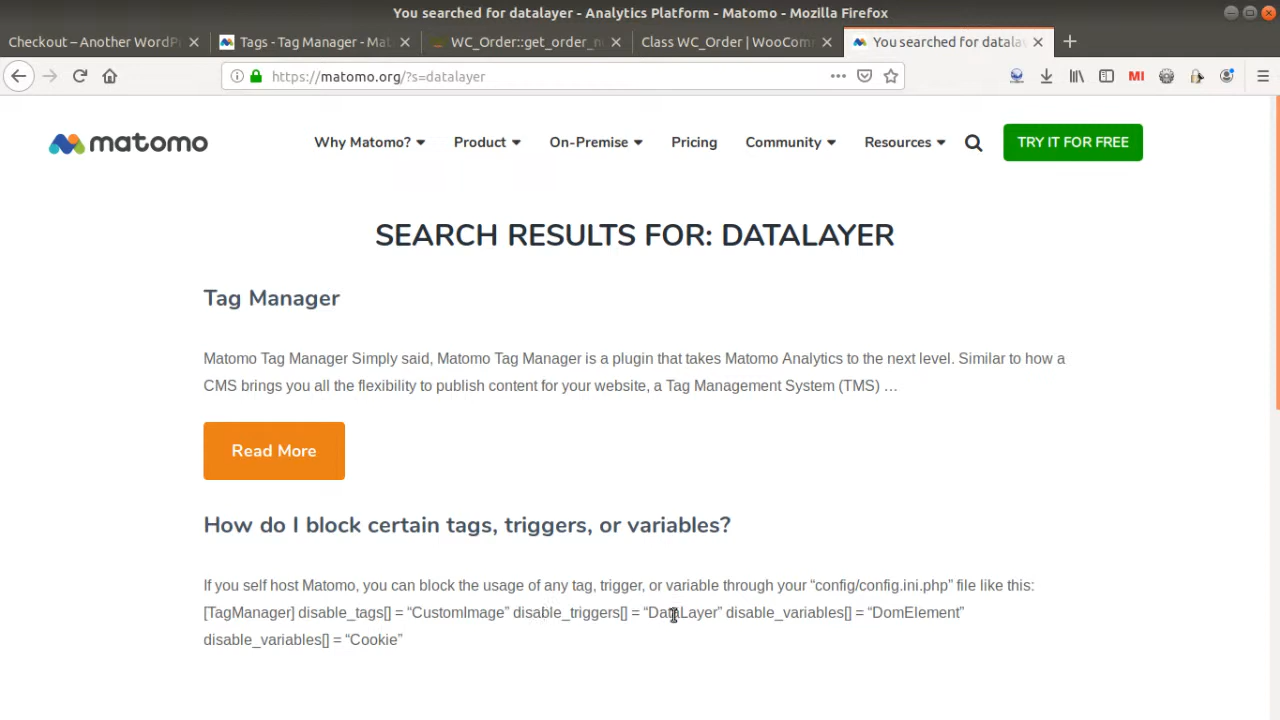 You searched for datalayer - Analytics Platform - Matomo - Mozilla Firefox
Checkout – Another WordP
Tags - Tag Manager - Mat
WC_Order::get_order_n
Class WC_Order | WooCom
You searched for datala
https://matomo.org/?s=datalayer
MI
matomo
Why Matomo?
Product
On-Premise
Pricing
Community
Resources
TRY IT FOR FREE
SEARCH RESULTS FOR: DATALAYER
Tag Manager
Matomo Tag Manager Simply said, Matomo Tag Manager is a plugin that takes Matomo Analytics to the next level. Similar to how a
CMS brings you all the flexibility to publish content for your website, a Tag Management System (TMS) …
Read More
How do I block certain tags, triggers, or variables?
If you self host Matomo, you can block the usage of any tag, trigger, or variable through your “config/config.ini.php” file like this:
[TagManager] disable_tags[] = “CustomImage” disable_triggers[] = “DataLayer” disable_variables[] = “DomElement”
disable_variables[] = “Cookie”